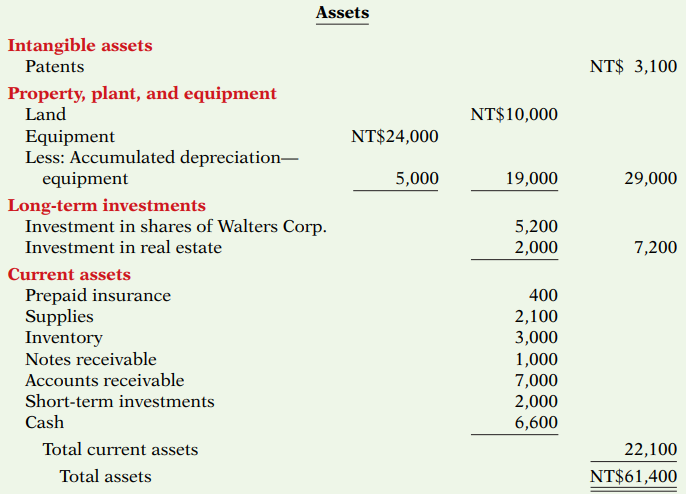 Assets
Intangible assets
Patents NT$ 3,100
Property, plant, and equipment
Land NT$10,000
Equipment NT$24,000
Less: Accumulated depreciation—
equipment 5,000 19,000 29,000
Long-term investments
Investment in shares of Walters Corp. 5,200
Investment in real estate 2,000 7,200
Current assets
Prepaid insurance 400
Supplies 2,100
Inventory 3,000
Notes receivable 1,000
Accounts receivable 7,000
Short-term investments 2,000
Cash 6,600
Total current assets 22,100
Total assets NT$61,400